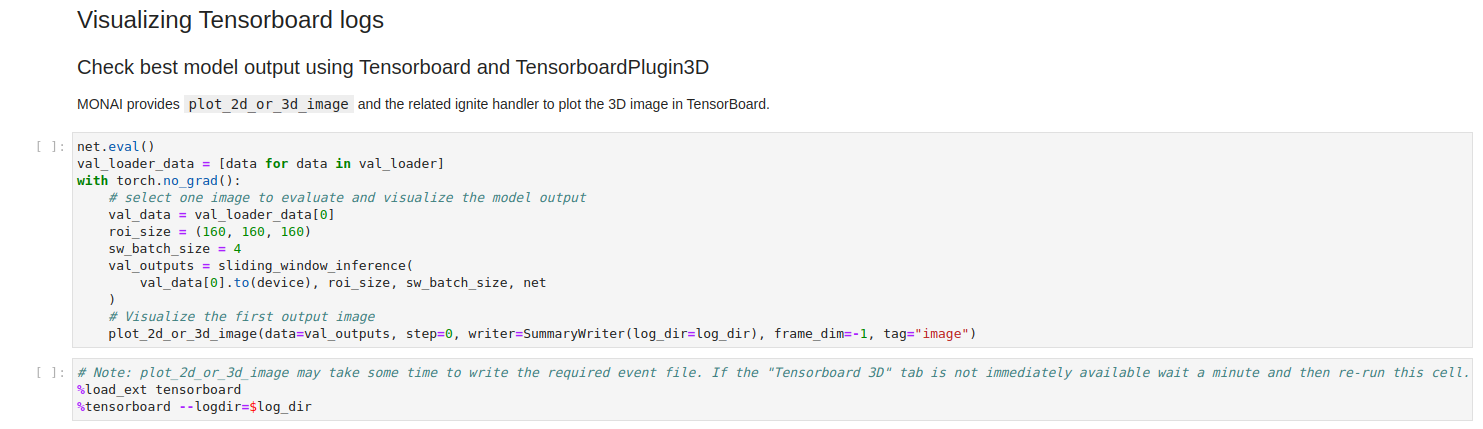 Visualizing Tensorboard logs
Check best model output using Tensorboard and TensorboardPlugin3D
MONAI provides plot_2d_or_3d_image and the related ignite handler to plot the 3D image in TensorBoard.
[ ]: net.eval()
val_loader_data = [data for data in val_loader]
with torch.no_grad():
    # select one image to evaluate and visualize the model output
    val_data = val_loader_data[0]
    roi_size = (160, 160, 160)
    sw_batch_size = 4
    val_outputs = sliding_window_inference(
        val_data[0].to(device), roi_size, sw_batch_size, net
    )
    # Visualize the first output image
    plot_2d_or_3d_image(data=val_outputs, step=0, writer=SummaryWriter(log_dir=log_dir), frame_dim=-1, tag="image")
[ ]: # Note: plot_2d_or_3d_image may take some time to write the required event file. If the "Tensorboard 3D" tab is not immediately available wait a minute and then re-run this cell.
%load_ext tensorboard
%tensorboard --logdir=$log_dir